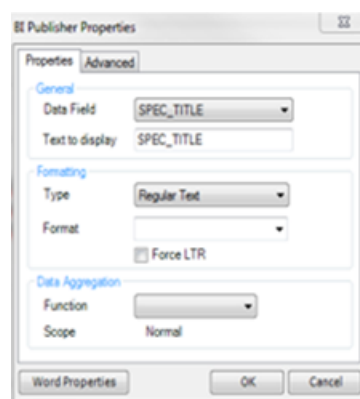 BI Publisher Properties
Properties Advanced
General
Data Field SPEC_TITLE
Text to display SPEC_TITLE
Formatting
Type Regular Text
Format
Force LTR
Data Aggregation
Function
Scope Normal
Word Properties OK Cancel